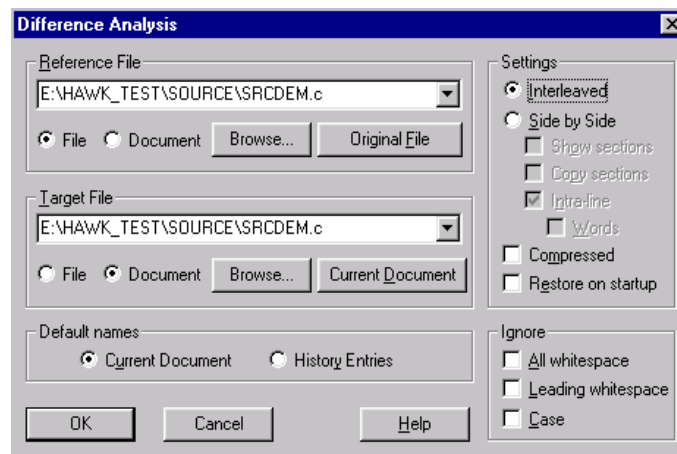 Difference Analysis
Reference File
E:\HAWK_TEST\SOURCE\SRCDEM.c
File Document Browse... Original File
Target File
E:\HAWK_TEST\SOURCE\SRCDEM.c
File Document Browse... Current Document
Default names
Current Document History Entries
OK Cancel Help
Settings
Interleaved
Side by Side
Show sections
Copy sections
Intra-line
Words
Compressed
Restore on startup
Ignore
All whitespace
Leading whitespace
Case